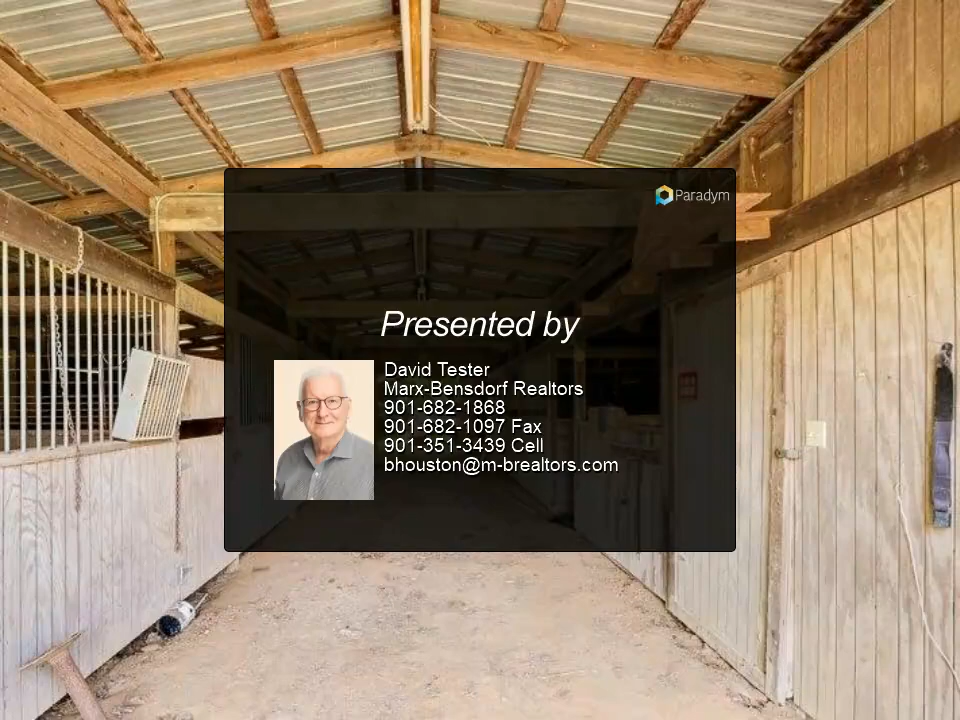 Paradym
Presented by
David Tester
Marx-Bensdorf Realtors
901-682-1868
901-682-1097 Fax
901-351-3439 Cell
bhouston@m-brealtors.com